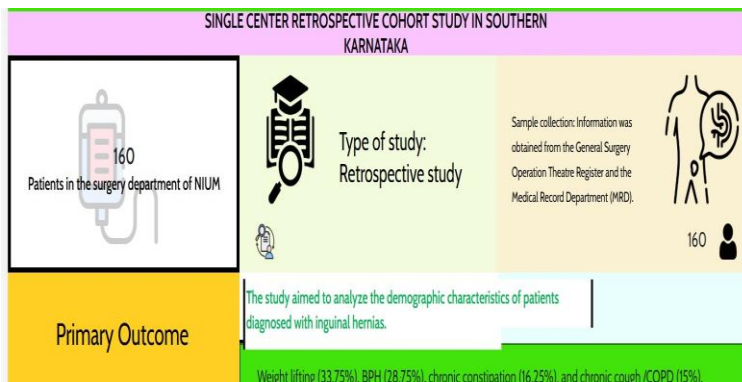 SINGLE CENTER RETROSPECTIVE COHORT STUDY IN SOUTHERN
KARNATAKA
160
Patients in the surgery department of NIUM
Type of study:
Retrospective study
Sample collection: Information was
obtained from the General Surgery
Operation Theatre Register and the
Medical Record Department (MRD).
160
Primary Outcome
The study aimed to analyze the demographic characteristics of patients
diagnosed with inguinal hernias.
Weight lifting (33.75%), BPH (28.75%), chronic constipation (16.25%), and chronic cough /COPD (15%).